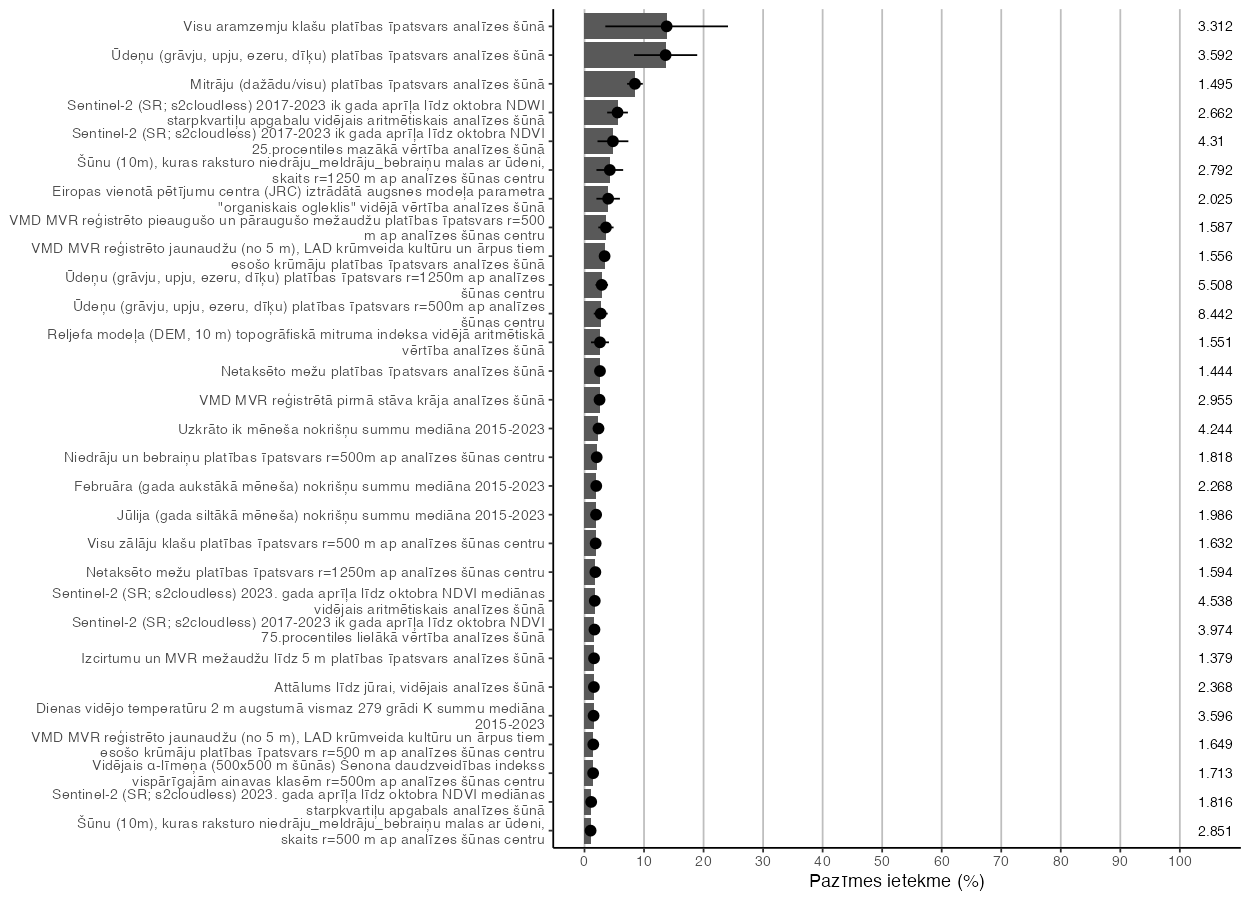 Visu aramzemju klašu platības īpatsvars analīzes šūnā
3.312
Ūdeņu (grāvju, upju, ezeru, dīķu) platības īpatsvars analīzes šūnā
3.592
Mitrāju (dažādu/visu) platības īpatsvars analīzes šūnā
1.495
Sentinel-2 (SR; s2cloudless) 2017-2023 ik gada aprīļa līdz oktobra NDWI
starpkvartiļu apgabalu vidējais aritmētiskais analīzes šūnā
2.662
Sentinel-2 (SR; s2cloudless) 2017-2023 ik gada aprīļa līdz oktobra NDVI
25.procentiles mazākā vērtība analīzes šūnā
4.31
Šūnu (10m), kuras raksturo niedrāju_meldrāju_bebraiņu malas ar ūdeni,
skaits r=1250 m ap analīzes šūnas centru
2.792
Eiropas vienotā pētījumu centra (JRC) iztrādātā augsnes modeļa parametra
"organiskais ogleklis" vidējā vērtība analīzes šūnā
2.025
VMD MVR reģistrēto pieaugušo un pāraugušo mežaudžu platības īpatsvars r=500
m ap analīzes šūnas centru
1.587
VMD MVR reģistrēto jaunaudžu (no 5 m), LAD krūmveida kultūru un ārpus tiem
esošo krūmāju platības īpatsvars analīzes šūnā
1.556
Ūdeņu (grāvju, upju, ezeru, dīķu) platības īpatsvars r=1250m ap analīzes
šūnas centru
5.508
Ūdeņu (grāvju, upju, ezeru, dīķu) platības īpatsvars r=500m ap analīzes
šūnas centru
8.442
Reljefa modeļa (DEM, 10 m) topogrāfiskā mitruma indeksa vidējā aritmētiskā
vērtība analīzes šūnā
1.551
Netaksēto mežu platības īpatsvars analīzes šūnā
1.444
VMD MVR reģistrētā pirmā stāva krāja analīzes šūnā
2.955
Uzkrāto ik mēneša nokrišņu summu mediāna 2015-2023
4.244
Niedrāju un bebraiņu platības īpatsvars r=500m ap analīzes šūnas centru
1.818
Februāra (gada aukstākā mēneša) nokrišņu summu mediāna 2015-2023
2.268
Jūlija (gada siltākā mēneša) nokrišņu summu mediāna 2015-2023
1.986
Visu zālāju klašu platības īpatsvars r=500 m ap analīzes šūnas centru
1.632
Netaksēto mežu platības īpatsvars r=1250m ap analīzes šūnas centru
1.594
Sentinel-2 (SR; s2cloudless) 2023. gada aprīļa līdz oktobra NDVI mediānas
vidējais aritmētiskais analīzes šūnā
4.538
Sentinel-2 (SR; s2cloudless) 2017-2023 ik gada aprīļa līdz oktobra NDVI
75.procentiles lielākā vērtība analīzes šūnā
3.974
Izcirtumu un MVR mežaudžu līdz 5 m platības īpatsvars analīzes šūnā
1.379
Attālums līdz jūrai, vidējais analīzes šūnā
2.368
Dienas vidējo temperatūru 2 m augstumā vismaz 279 grādi K summu mediāna
2015-2023
3.596
VMD MVR reģistrēto jaunaudžu (no 5 m), LAD krūmveida kultūru un ārpus tiem
esošo krūmāju platības īpatsvars r=500 m ap analīzes šūnas centru
1.649
Vidējais α-līmeņa (500x500 m šūnās) Šenona daudzveidības indekss
vispārīgajām ainavas klasēm r=500m ap analīzes šūnas centru
1.713
Sentinel-2 (SR; s2cloudless) 2023. gada aprīļa līdz oktobra NDVI mediānas
starpkvartiļu apgabals analīzes šūnā
1.816
Šūnu (10m), kuras raksturo niedrāju_meldrāju_bebraiņu malas ar ūdeni,
skaits r=500 m ap analīzes šūnas centru
2.851
0 10 20 30 40 50 60 70 80 90 100
Pazīmes ietekme (%)